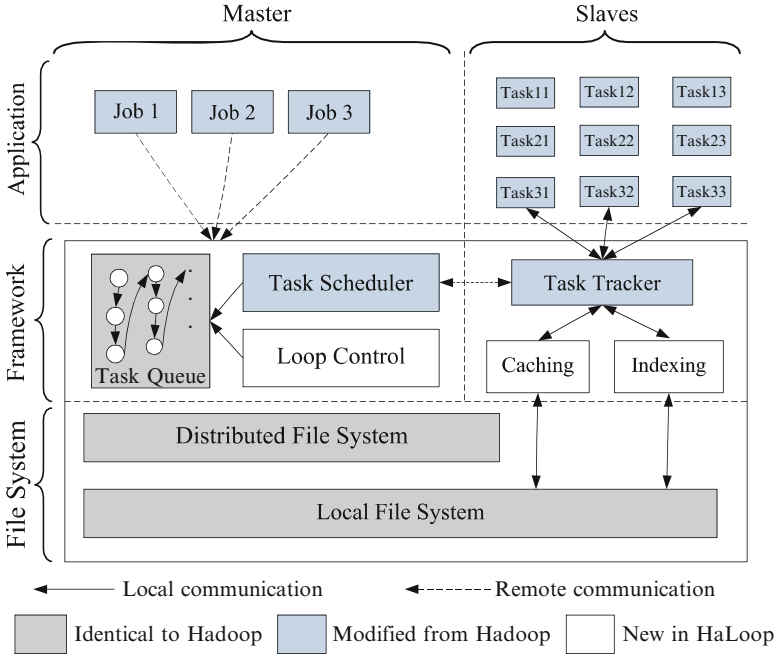 Master
Slaves
Application
Job 1
Job 2
Job 3
Task11
Task12
Task13
Task21
Task22
Task23
Task31
Task32
Task33
Framework
Task Queue
Task Scheduler
Loop Control
Task Tracker
Caching
Indexing
File System
Distributed File System
Local File System
Local communication
Remote communication
Identical to Hadoop
Modified from Hadoop
New in HaLoop